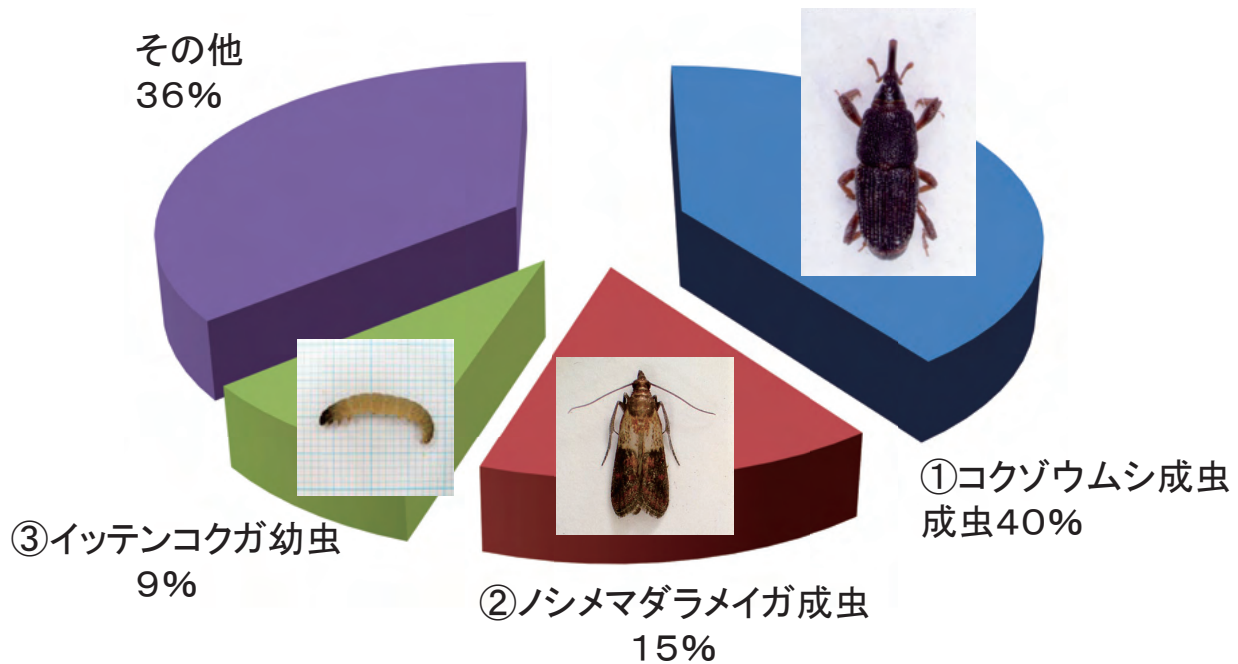 その他
36%
①コクゾウムシ成虫
成虫40%
③イッテンコクガ幼虫
9%
②ノシメマダラメイガ成虫
15%